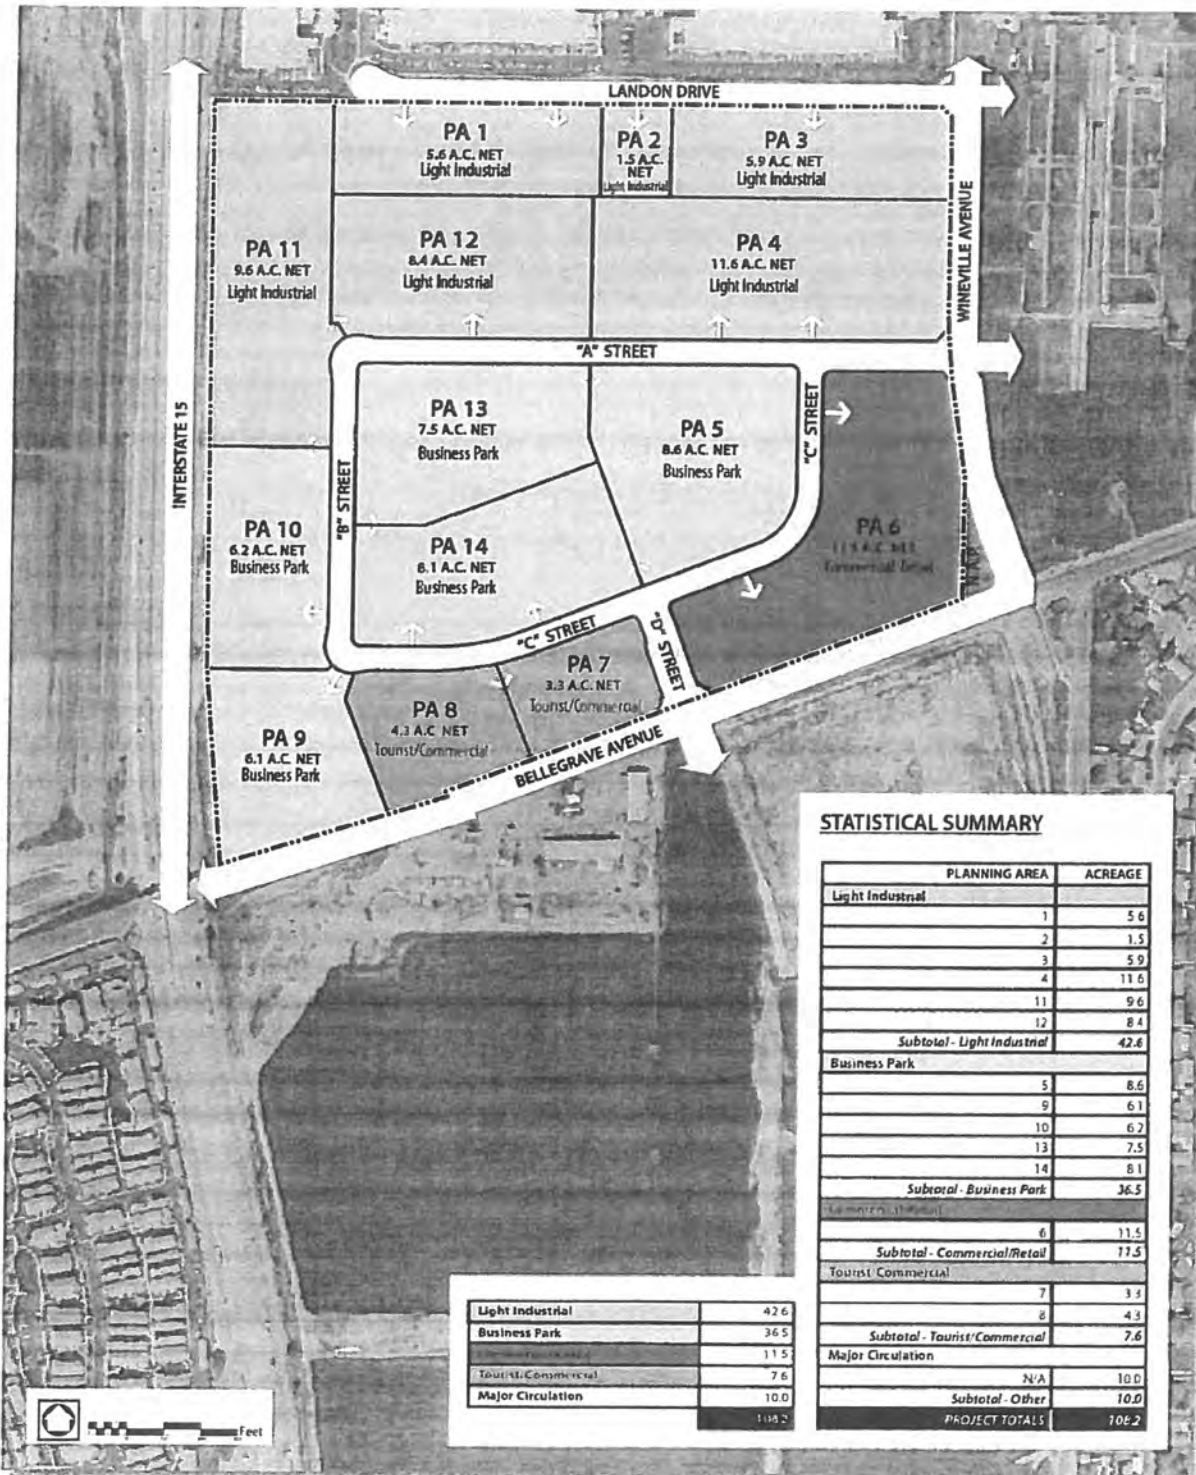 LANDON DRIVE
PA 1
5.6 A.C. NET
Light Industrial
PA 2
1.5 A.C.
NET
Light Industrial
PA 3
5.9 A.C. NET
Light Industrial
PA 11
9.6 A.C. NET
Light Industrial
PA 12
8.4 A.C. NET
Light Industrial
PA 4
11.6 A.C. NET
Light Industrial
WINEVILLE AVENUE
INTERSTATE 15
"A" STREET
PA 13
7.5 A.C. NET
Business Park
PA 5
8.6 A.C. NET
Business Park
"C" STREET
"B" STREET
PA 10
6.2 A.C. NET
Business Park
PA 14
8.1 A.C. NET
Business Park
PA 6
11.5 A.C. NET
Commercial Retail
N.A.P.
"C" STREET
"D" STREET
PA 7
3.3 A.C. NET
Tourist/Commercial
PA 8
4.3 A.C. NET
Tourist/Commercial
PA 9
6.1 A.C. NET
Business Park
BELLEGRAVE AVENUE
STATISTICAL SUMMARY
PLANNING AREA ACREAGE
Light Industrial
1 5.6
2 1.5
3 5.9
4 11.6
11 9.6
12 8.4
Subtotal - Light Industrial 42.6
Business Park
5 8.6
9 6.1
10 6.2
13 7.5
14 8.1
Subtotal - Business Park 36.5
6 11.5
Subtotal - Commercial/Retail 11.5
Tourist/Commercial
7 3.3
8 4.3
Subtotal - Tourist/Commercial 7.6
Major Circulation
N/A 10.0
Subtotal - Other 10.0
PROJECT TOTALS 108.2
Light Industrial 42.6
Business Park 36.5
11.5
Tourist/Commercial 7.6
Major Circulation 10.0
108.2
Feet